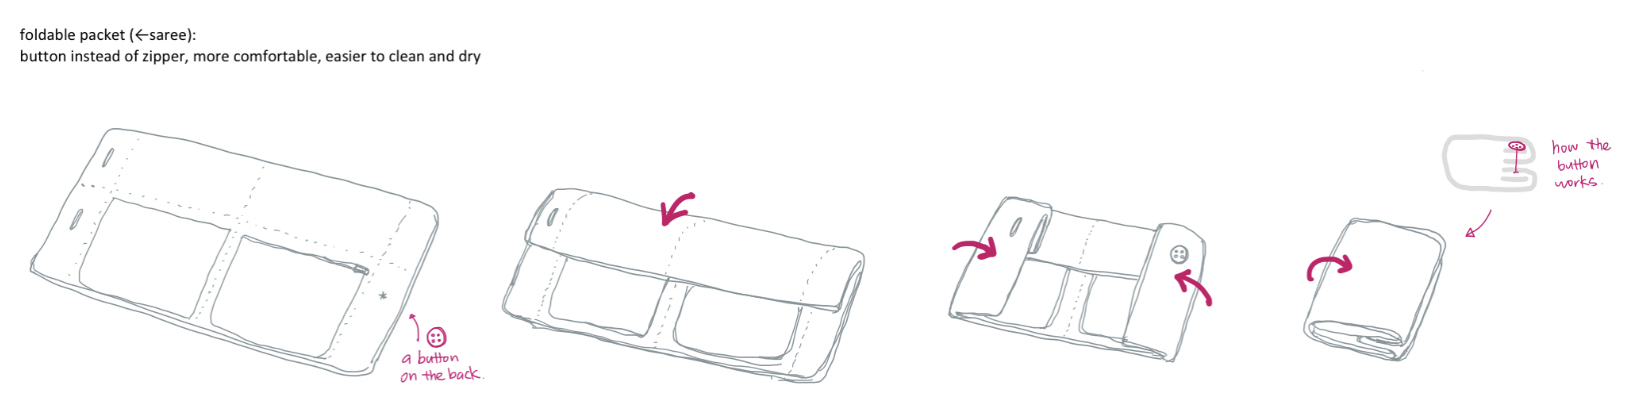 foldable packet (←saree):
button instead of zipper, more comfortable, easier to clean and dry
a button
on the back.
how the
button
works.